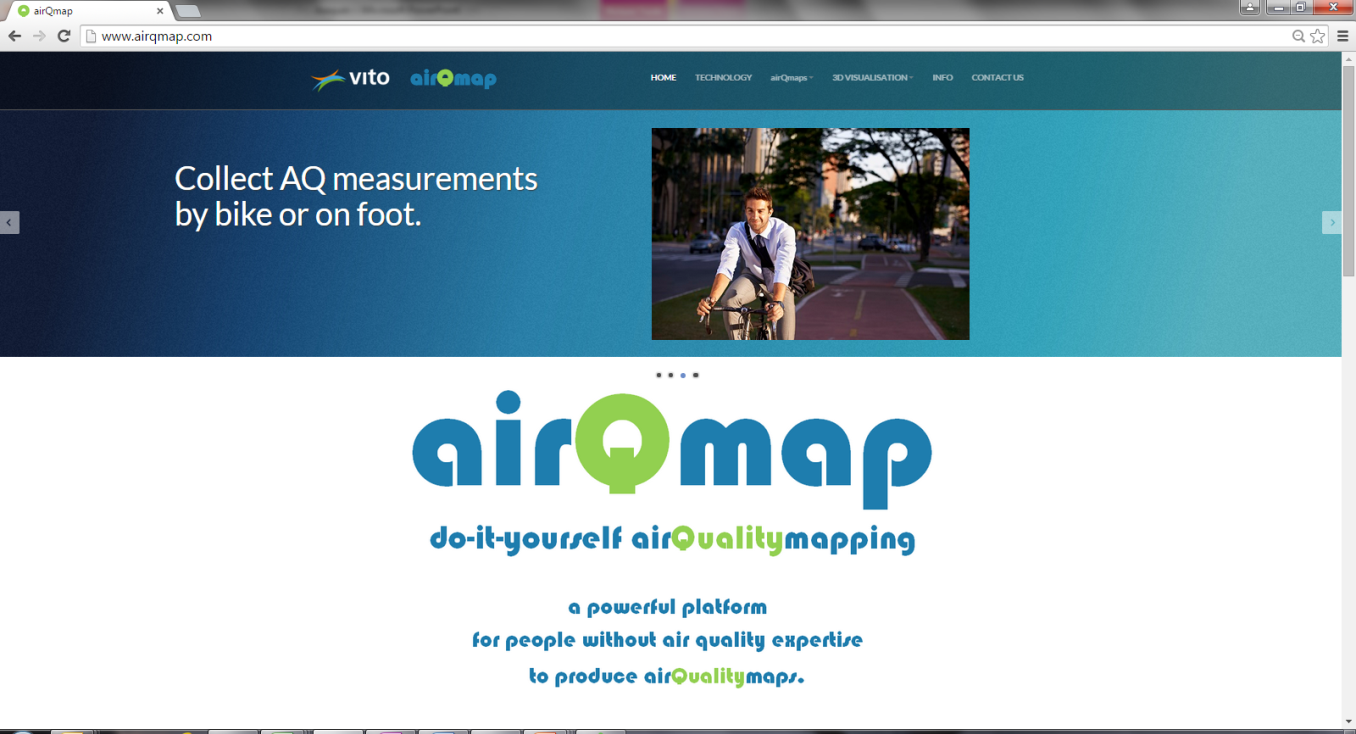 airQmap
www.airqmap.com
vito airQmap
HOME TECHNOLOGY airQmaps 3D VISUALISATION INFO CONTACT US
Collect AQ measurements
by bike or on foot.
airQmap
do-it-yourself airQualitymapping
a powerful platform
for people without air quality expertise
to produce airQualitymaps.